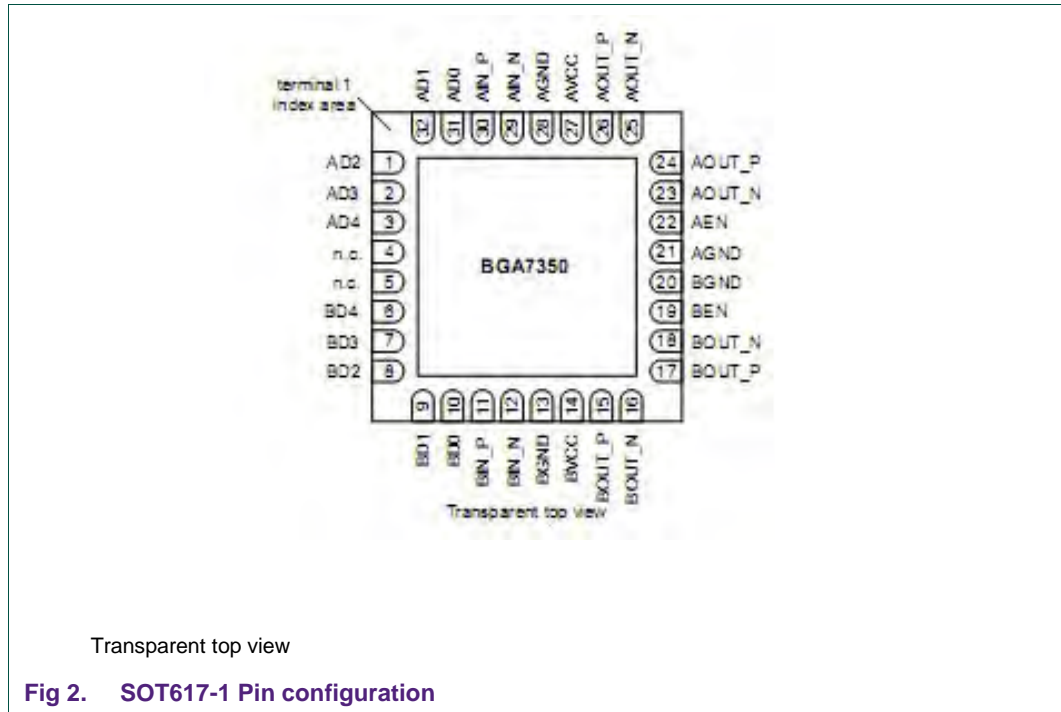 terminal 1
index area
AD1
AD0
AIN_P
AIN_N
AGND
AVCC
AOUT_P
AOUT_N
32
31
30
29
28
27
26
25
AD2 1
AD3 2
AD4 3
n.c. 4
n.c. 5
BD4 6
BD3 7
BD2 8
BGA7350
24 AOUT_P
23 AOUT_N
22 AEN
21 AGND
20 BGND
19 BEN
18 BOUT_N
17 BOUT_P
9
10
11
12
13
14
15
16
BD1
BD0
BIN_P
BIN_N
BGND
BVCC
BOUT_P
BOUT_N
Transparent top view
Transparent top view
Fig 2. SOT617-1 Pin configuration